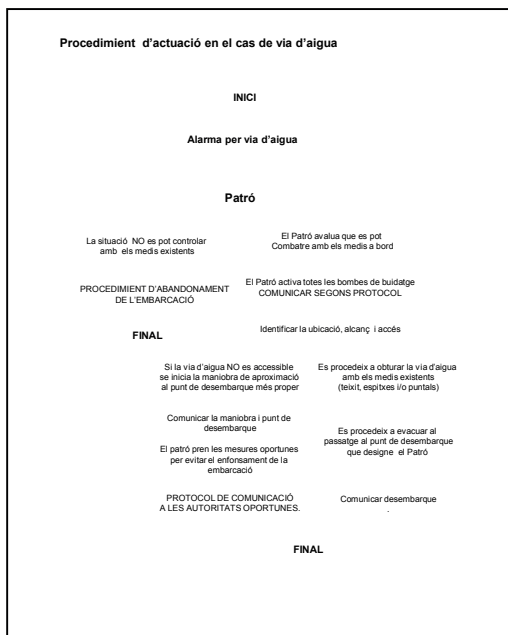 Procedimient d’actuació en el cas de via d’aigua
INICI
Alarma per via d’aigua
Patró
La situació NO es pot controlar
amb els medis existents
PROCEDIMIENT D’ABANDONAMENT
DE L’EMBARCACIÓ
FINAL
El Patró avalua que es pot
Combatre amb els medis a bord
El Patró activa totes les bombes de buidatge
COMUNICAR SEGONS PROTOCOL
Identificar la ubicació, alcanç i accés
Si la via d’aigua NO es accessible
se inicia la maniobra de aproximació
al punt de desembarque més proper
Comunicar la maniobra i punt de
desembarque
El patró pren les mesures oportunes
per evitar el enfonsament de la
embarcació
PROTOCOL DE COMUNICACIÓ
A LES AUTORITATS OPORTUNES.
Es procedeix a obturar la via d’aigua
amb els medis existents
(teixit, espitxes i/o puntals)
Es procedeix a evacuar al
passatge al punt de desembarque
que designe el Patró
Comunicar desembarque
.
FINAL